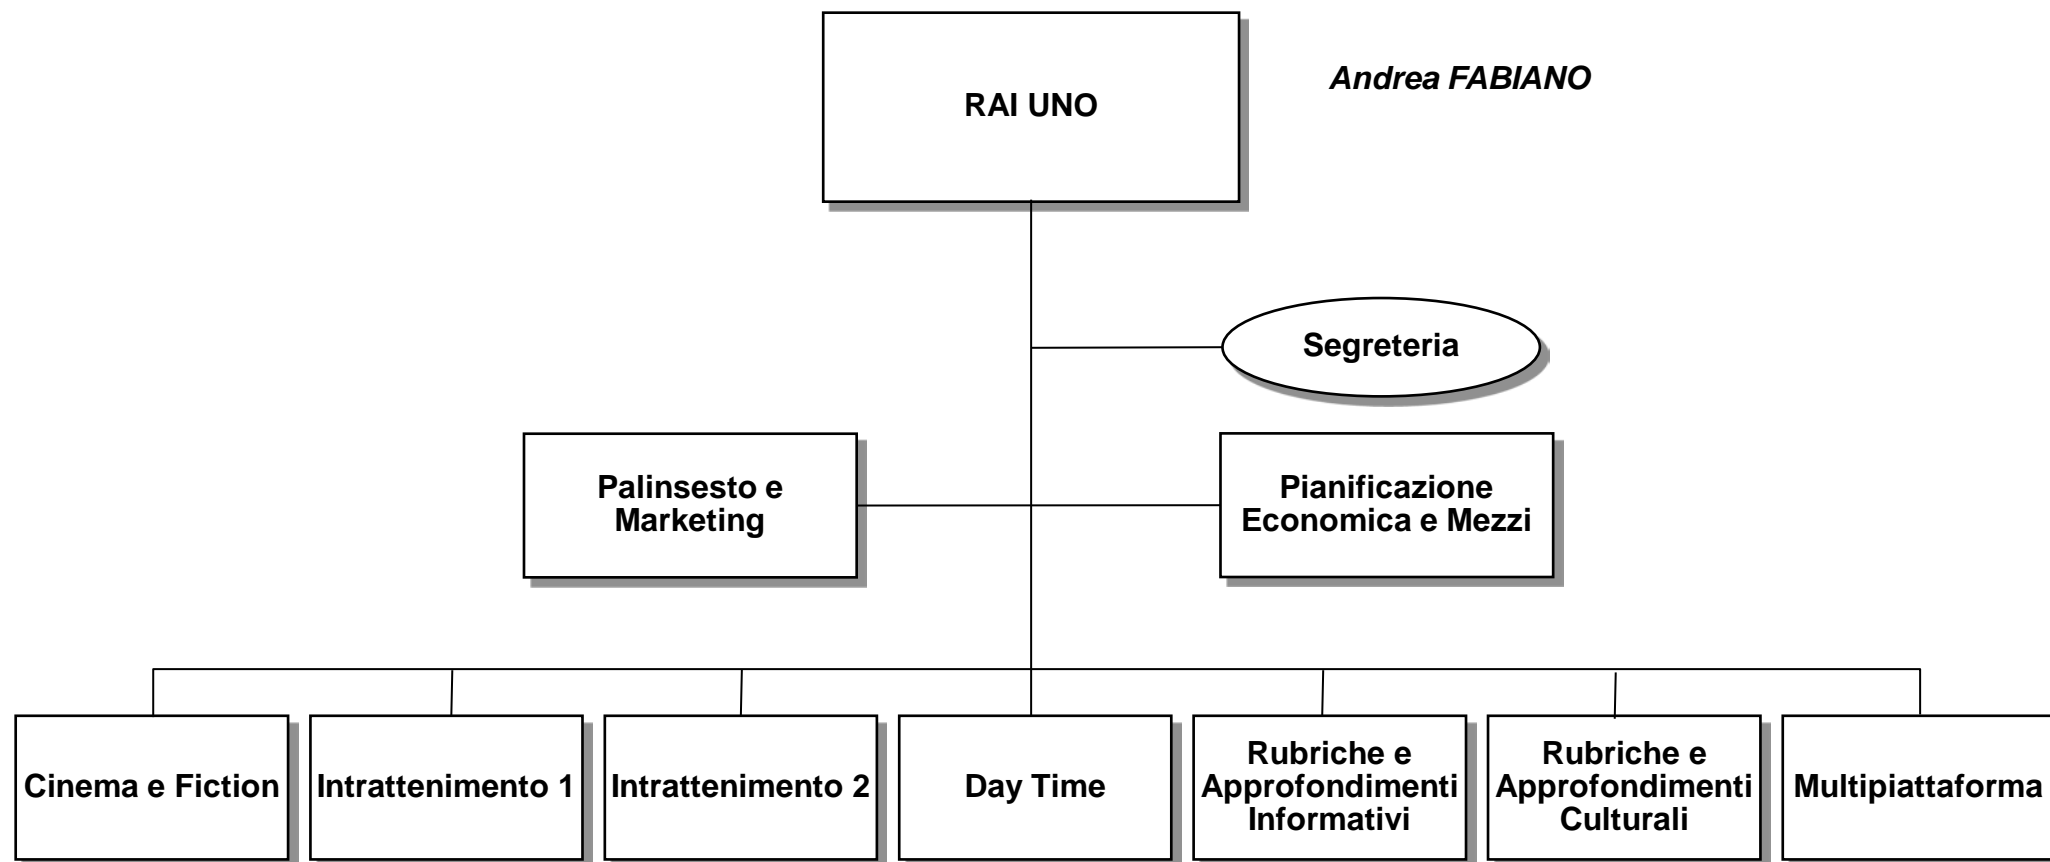 RAI UNO
Andrea FABIANO
Segreteria
Palinsesto e
Marketing
Pianificazione
Economica e Mezzi
Cinema e Fiction
Intrattenimento 1
Intrattenimento 2
Day Time
Rubriche e
Approfondimenti
Informativi
Rubriche e
Approfondimenti
Culturali
Multipiattaforma